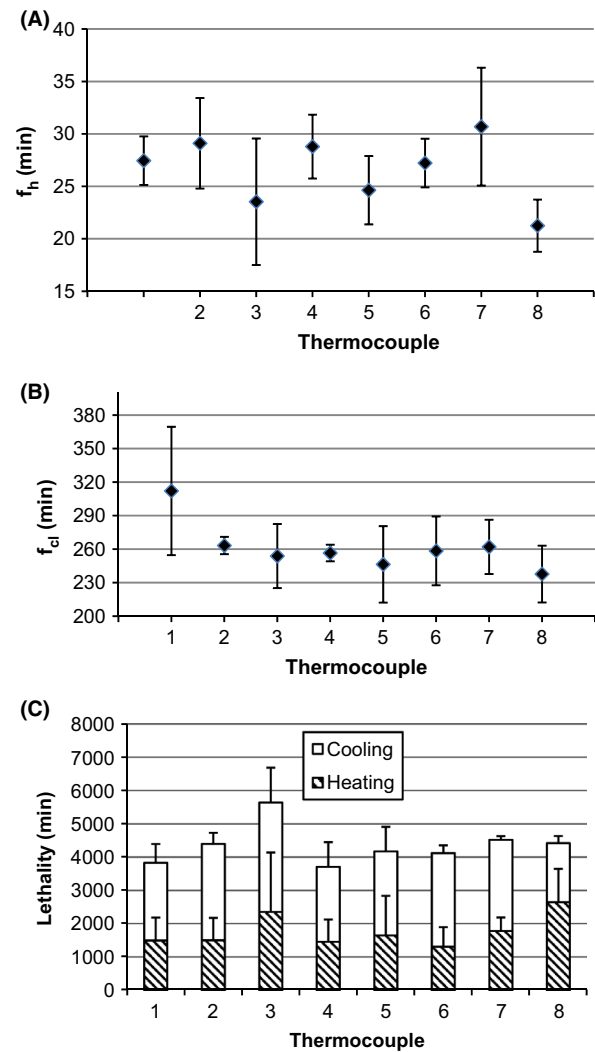 (A)
40
35
30
25
20
15
f_h (min)
2 3 4 5 6 7 8
Thermocouple
(B)
380
350
320
290
260
230
200
f_cl (min)
1 2 3 4 5 6 7 8
Thermocouple
(C)
8000
7000
6000
5000
4000
3000
2000
1000
0
Lethality (min)
Cooling
Heating
1 2 3 4 5 6 7 8
Thermocouple